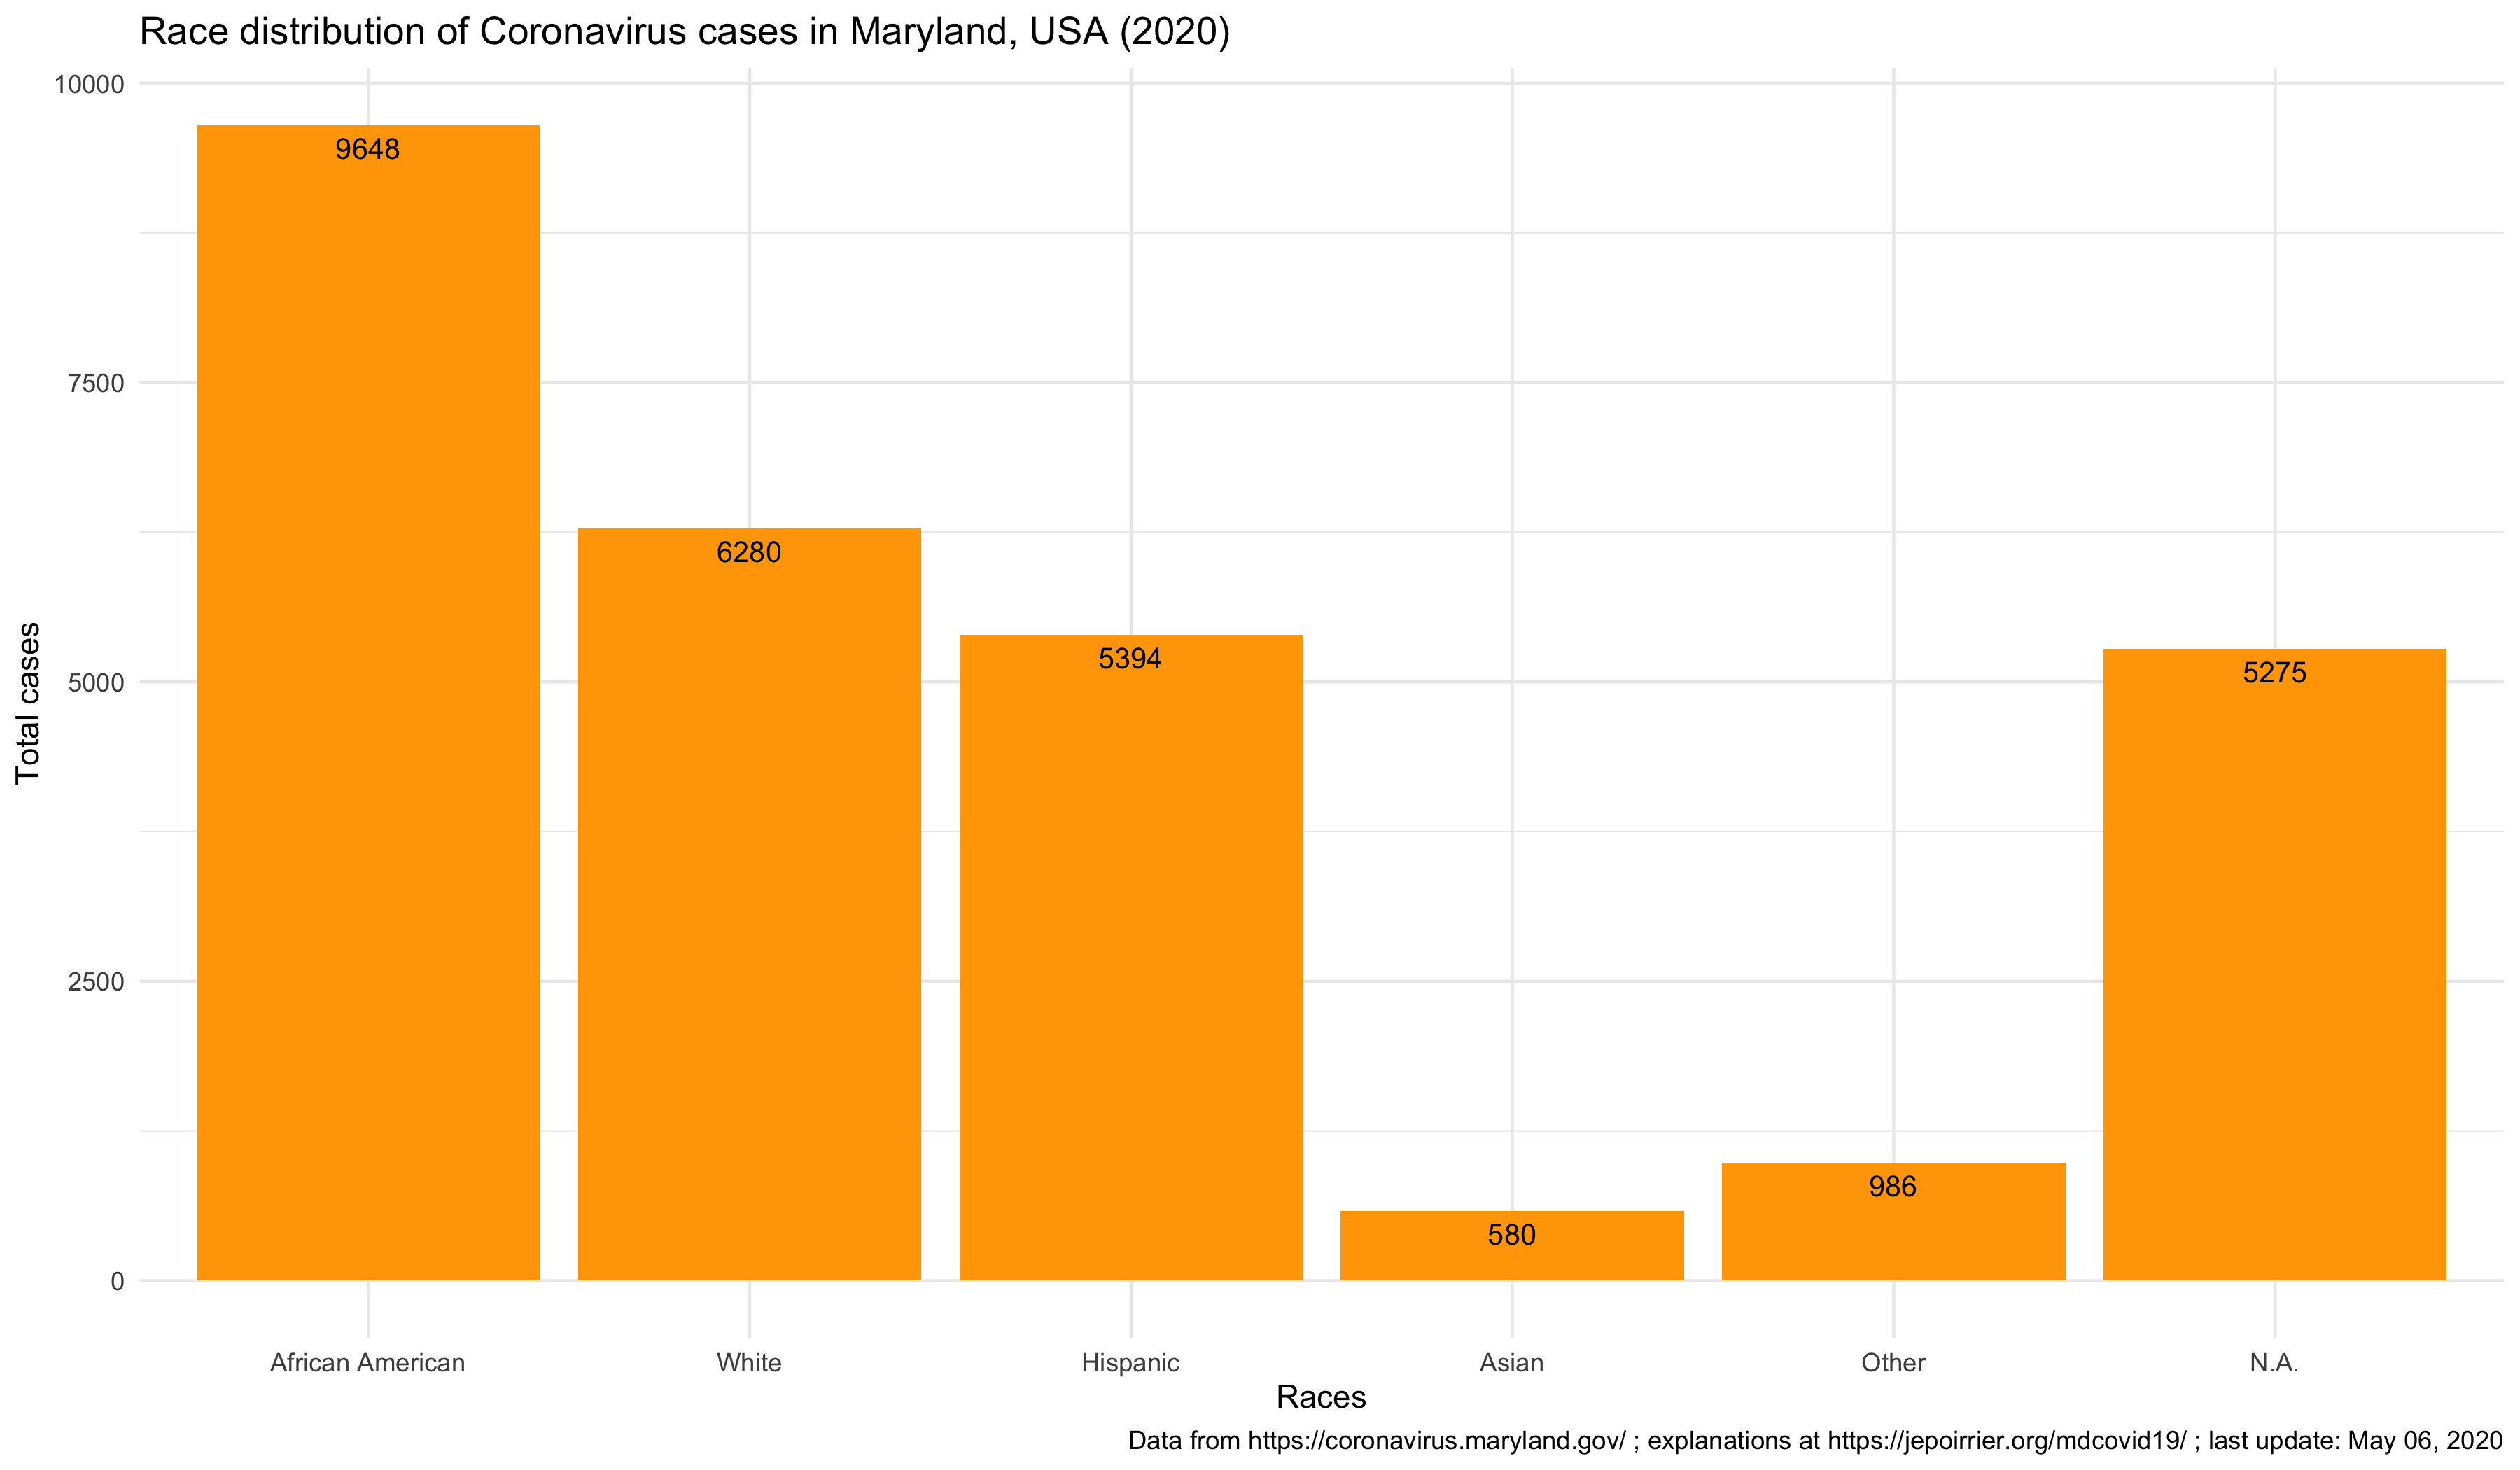 Race distribution of Coronavirus cases in Maryland, USA (2020)
10000
7500
5000
2500
0
Total cases
9648
6280
5394
580
986
5275
African American
White
Hispanic
Asian
Other
N.A.
Races
Data from https://coronavirus.maryland.gov/ ; explanations at https://jepoirrier.org/mdcovid19/ ; last update: May 06, 2020